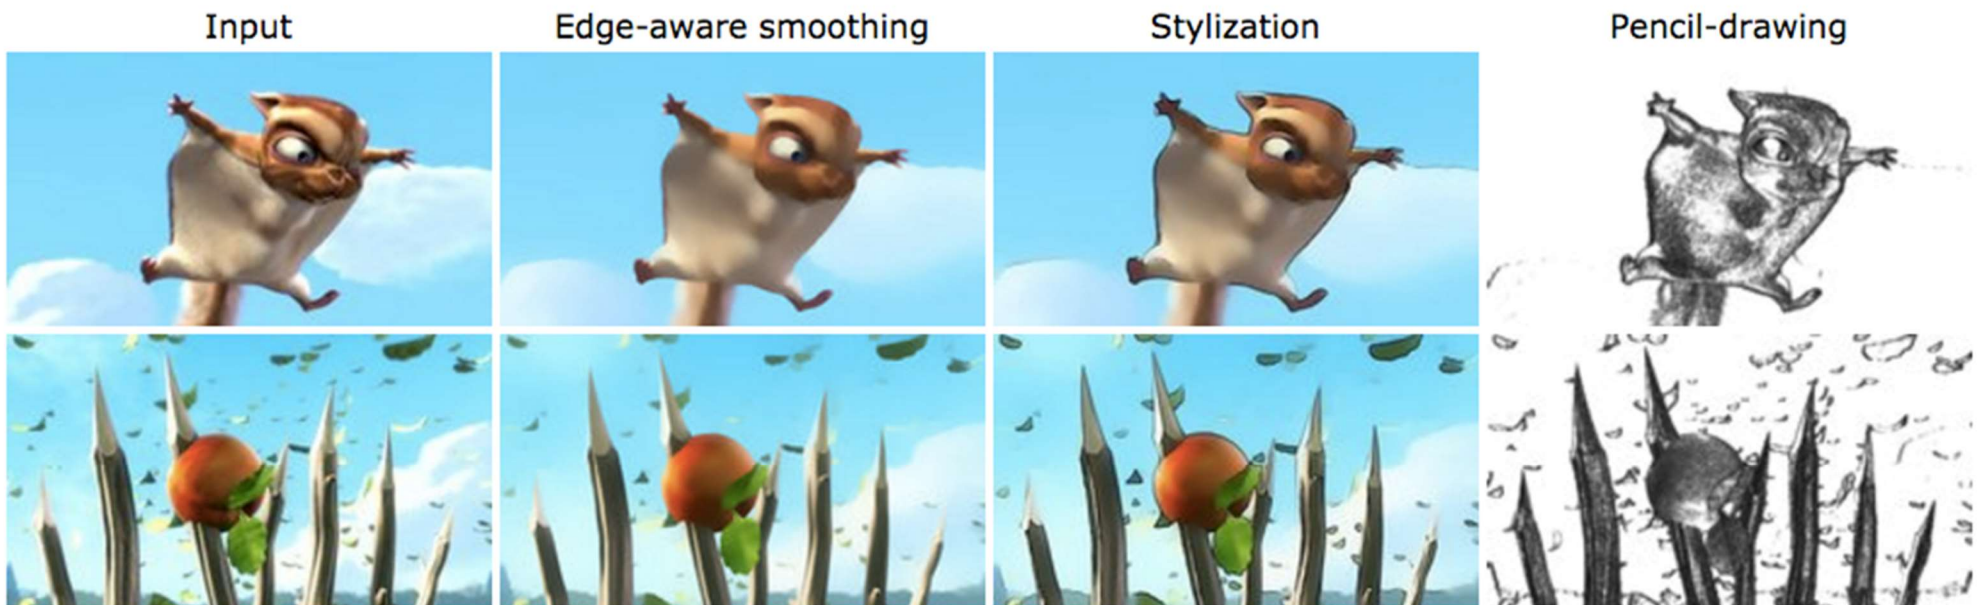 Input
Edge-aware smoothing
Stylization
Pencil-drawing